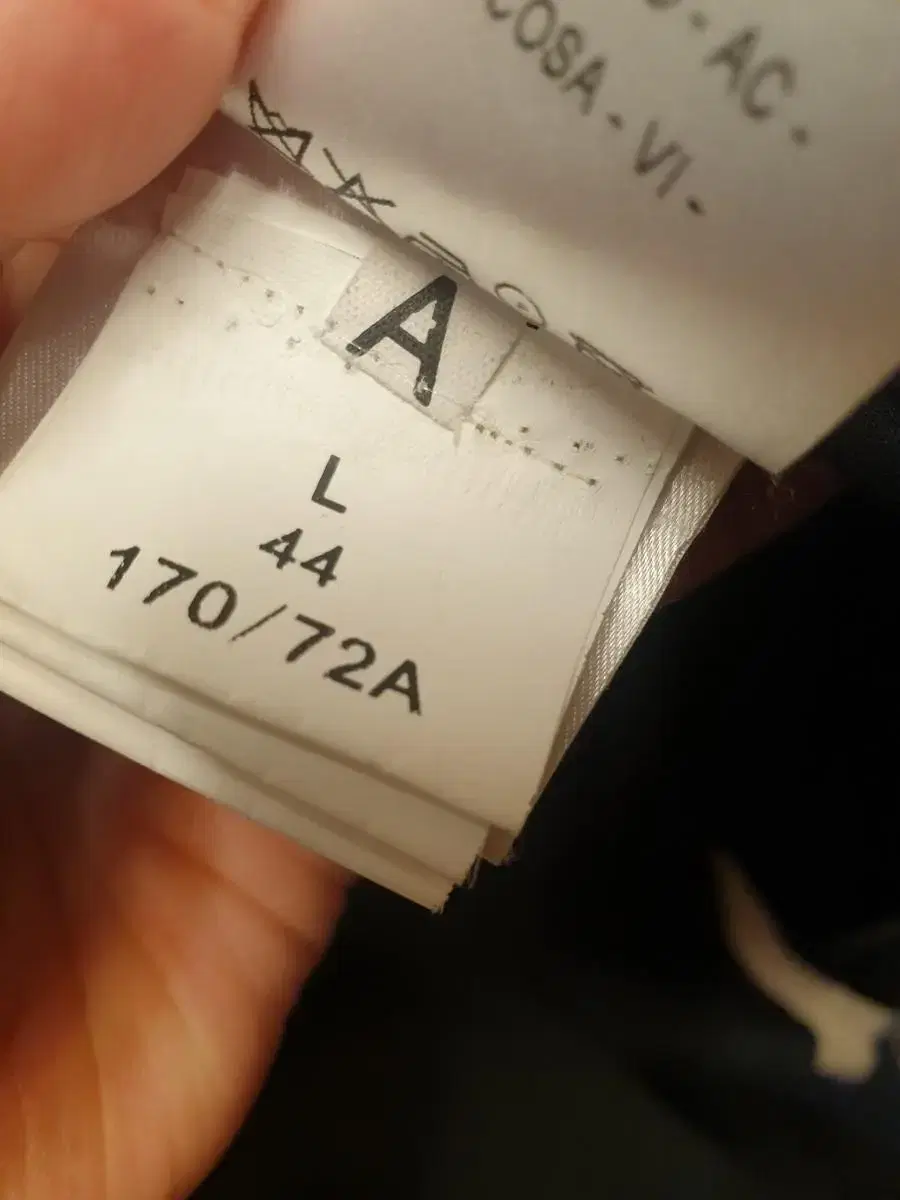 - AC -
COSA - VI -
A
L
44
170/72A